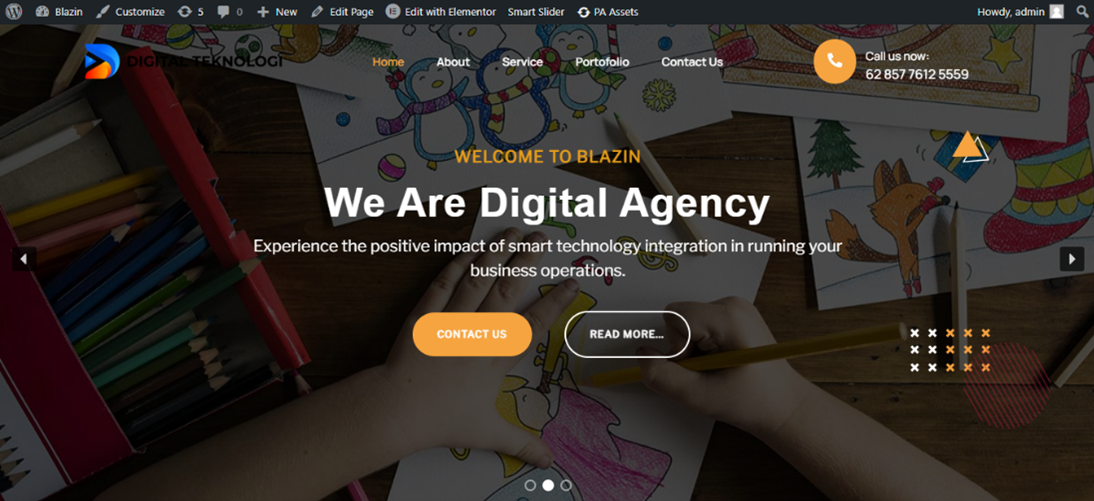 Blazin Customize 5 0 New Edit Page Edit with Elementor Smart Slider PA Assets Howdy, admin
DIGITAL TEKNOLOGI Home About Service Portofolio Contact Us Call us now:
62 857 7612 5559
WELCOME TO BLAZIN
We Are Digital Agency
Experience the positive impact of smart technology integration in running your
business operations.
CONTACT US READ MORE...